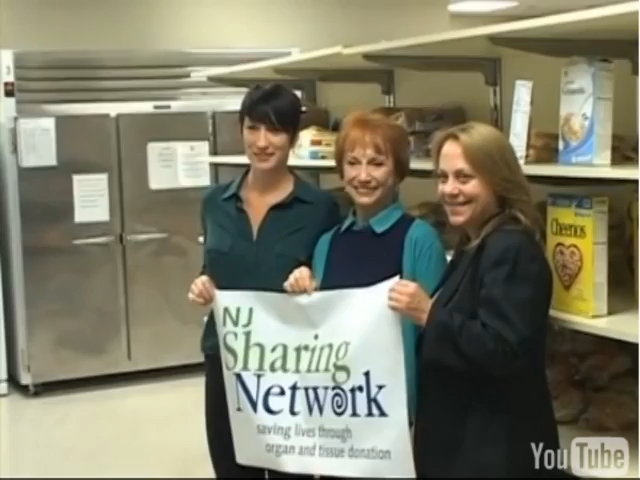 NJ
Sharing
Network
saving lives through
organ and tissue donation
Cheerios
YouTube